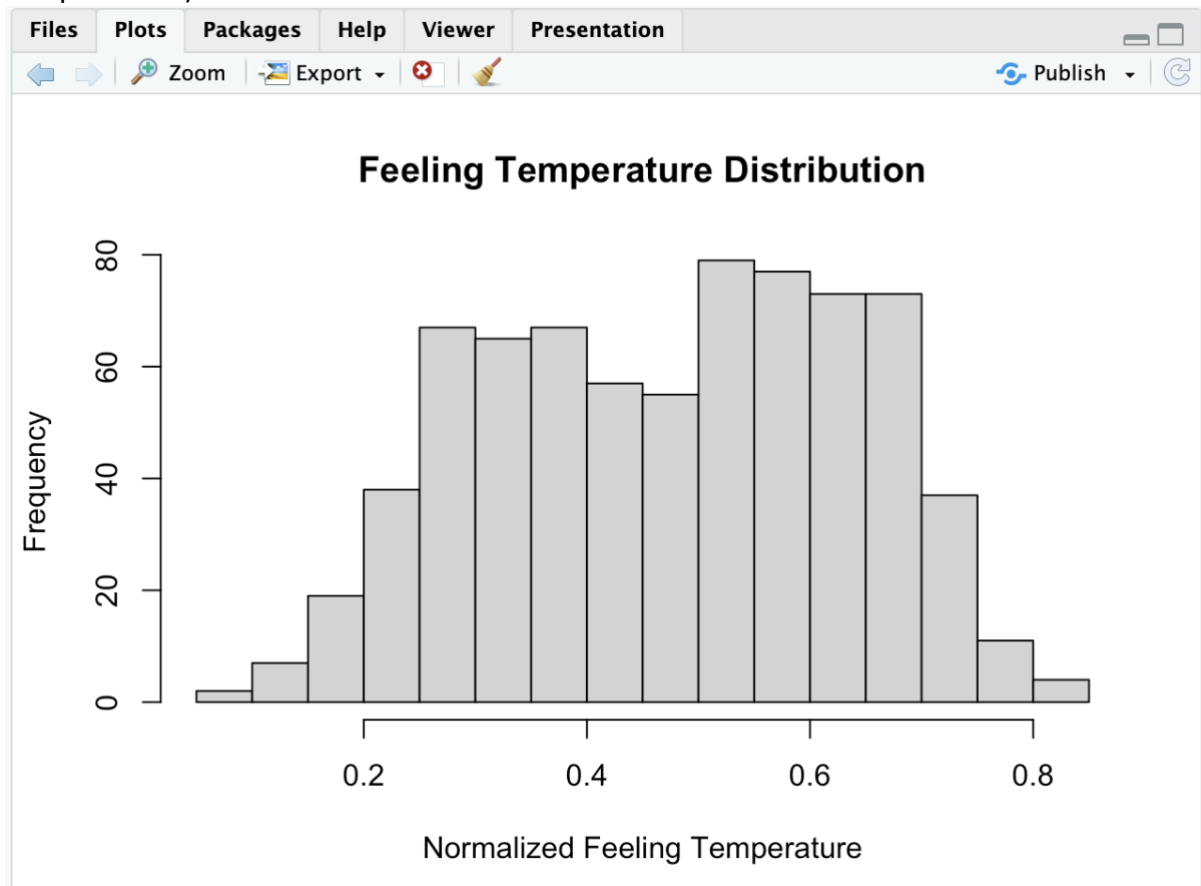 Files Plots Packages Help Viewer Presentation
Zoom Export Publish
Feeling Temperature Distribution
80
60
40
20
0
Frequency
0.2 0.4 0.6 0.8
Normalized Feeling Temperature